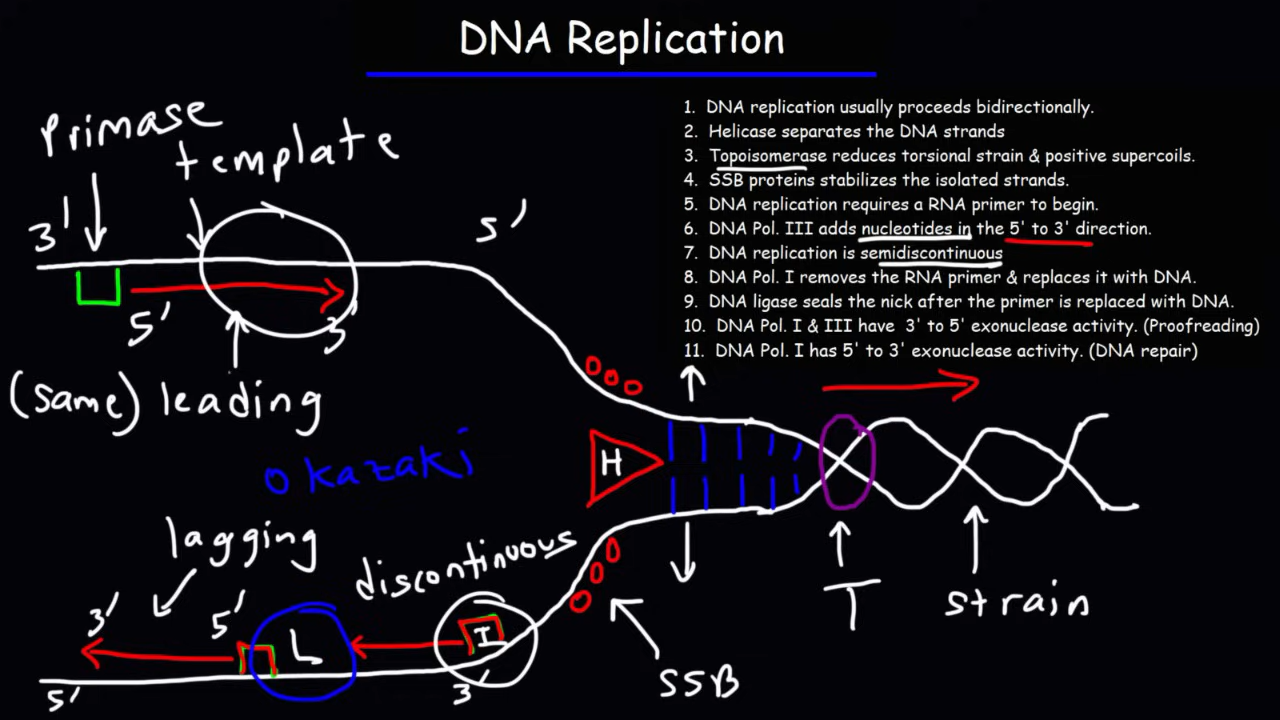 DNA Replication
1. DNA replication usually proceeds bidirectionally.
2. Helicase separates the DNA strands
3. Topoisomerase reduces torsional strain & positive supercoils.
4. SSB proteins stabilizes the isolated strands.
5. DNA replication requires a RNA primer to begin.
6. DNA Pol. III adds nucleotides in the 5' to 3' direction.
7. DNA replication is semidiscontinuous
8. DNA Pol. I removes the RNA primer & replaces it with DNA.
9. DNA ligase seals the nick after the primer is replaced with DNA.
10. DNA Pol. I & III have 3' to 5' exonuclease activity. (Proofreading)
11. DNA Pol. I has 5' to 3' exonuclease activity. (DNA repair)
Primase
template
3'
5'
5'
3'
(same) leading
H
okazaki
lagging
discontinuous
3'
5'
L
I
5'
3'
SSB
T
strain